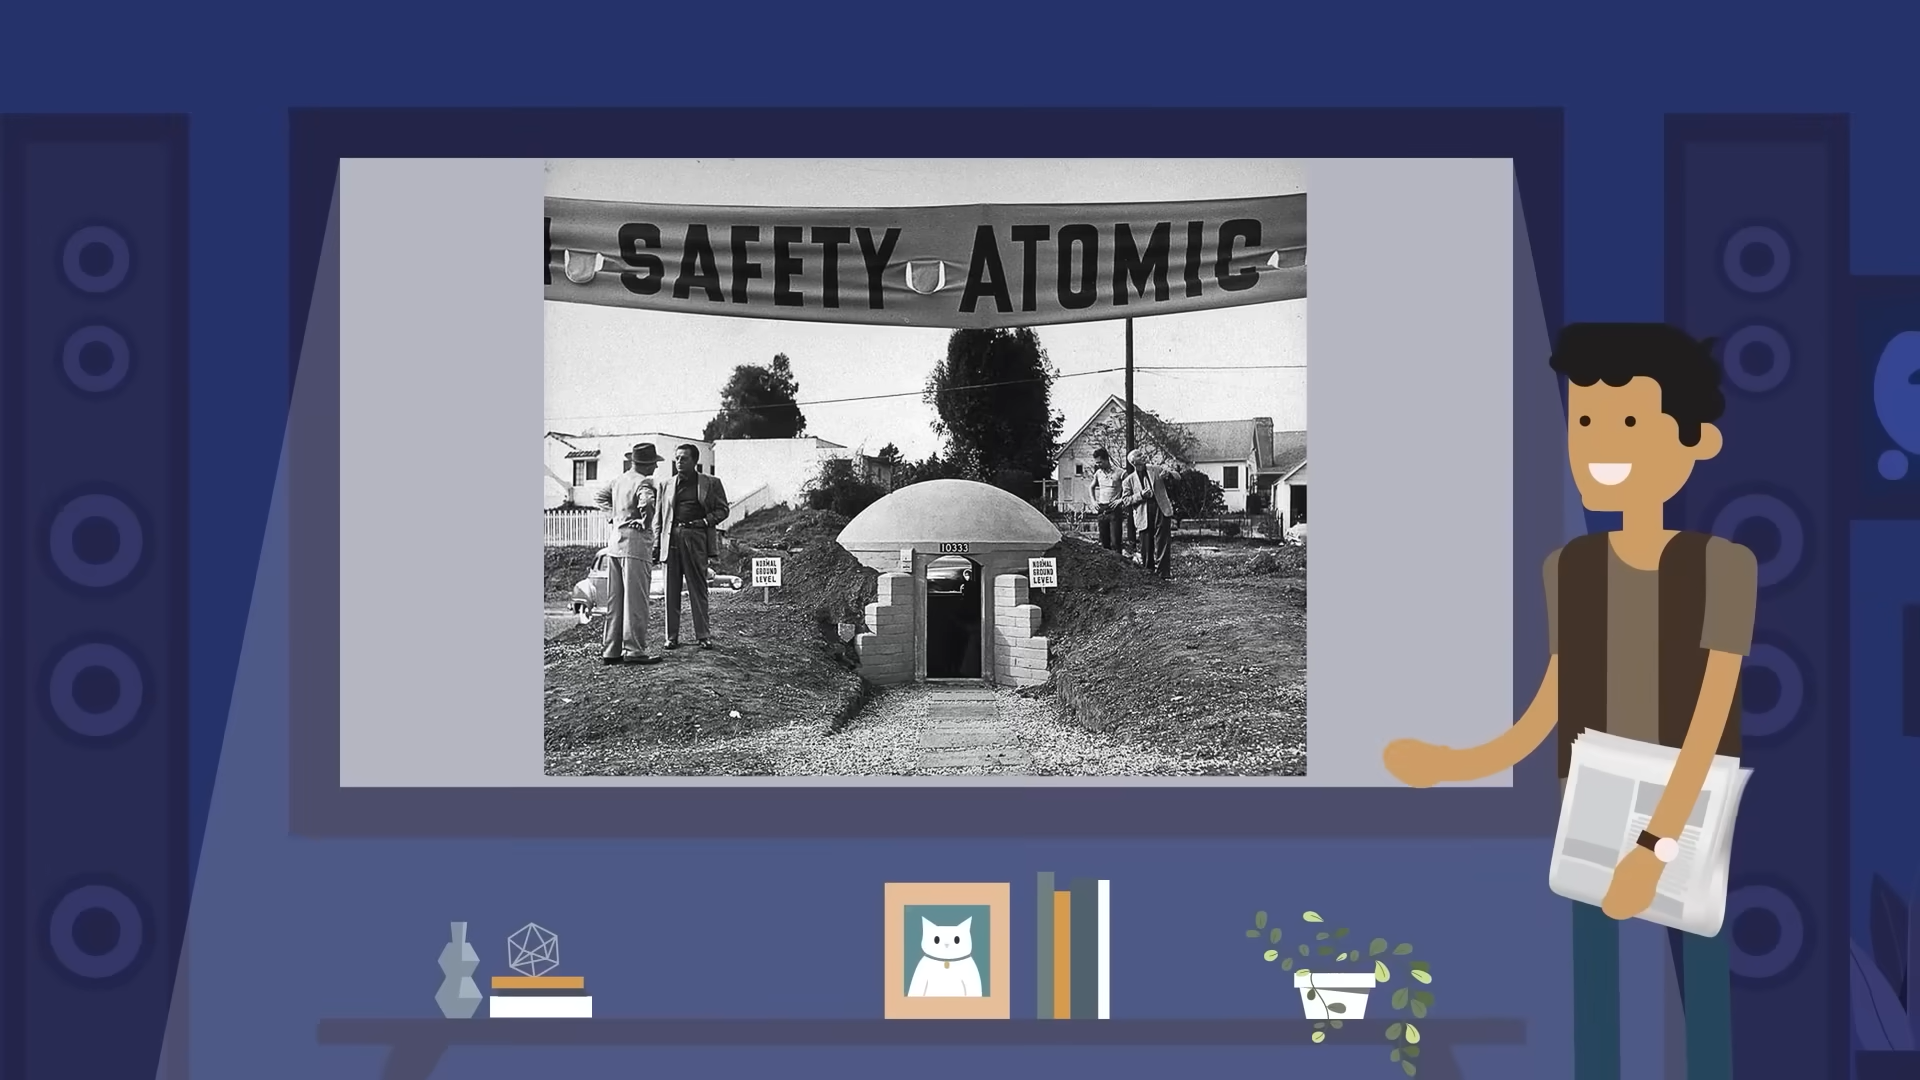 SAFETY ATOMIC
10333
NORMAL
GROUND
LEVEL
NORMAL
GROUND
LEVEL